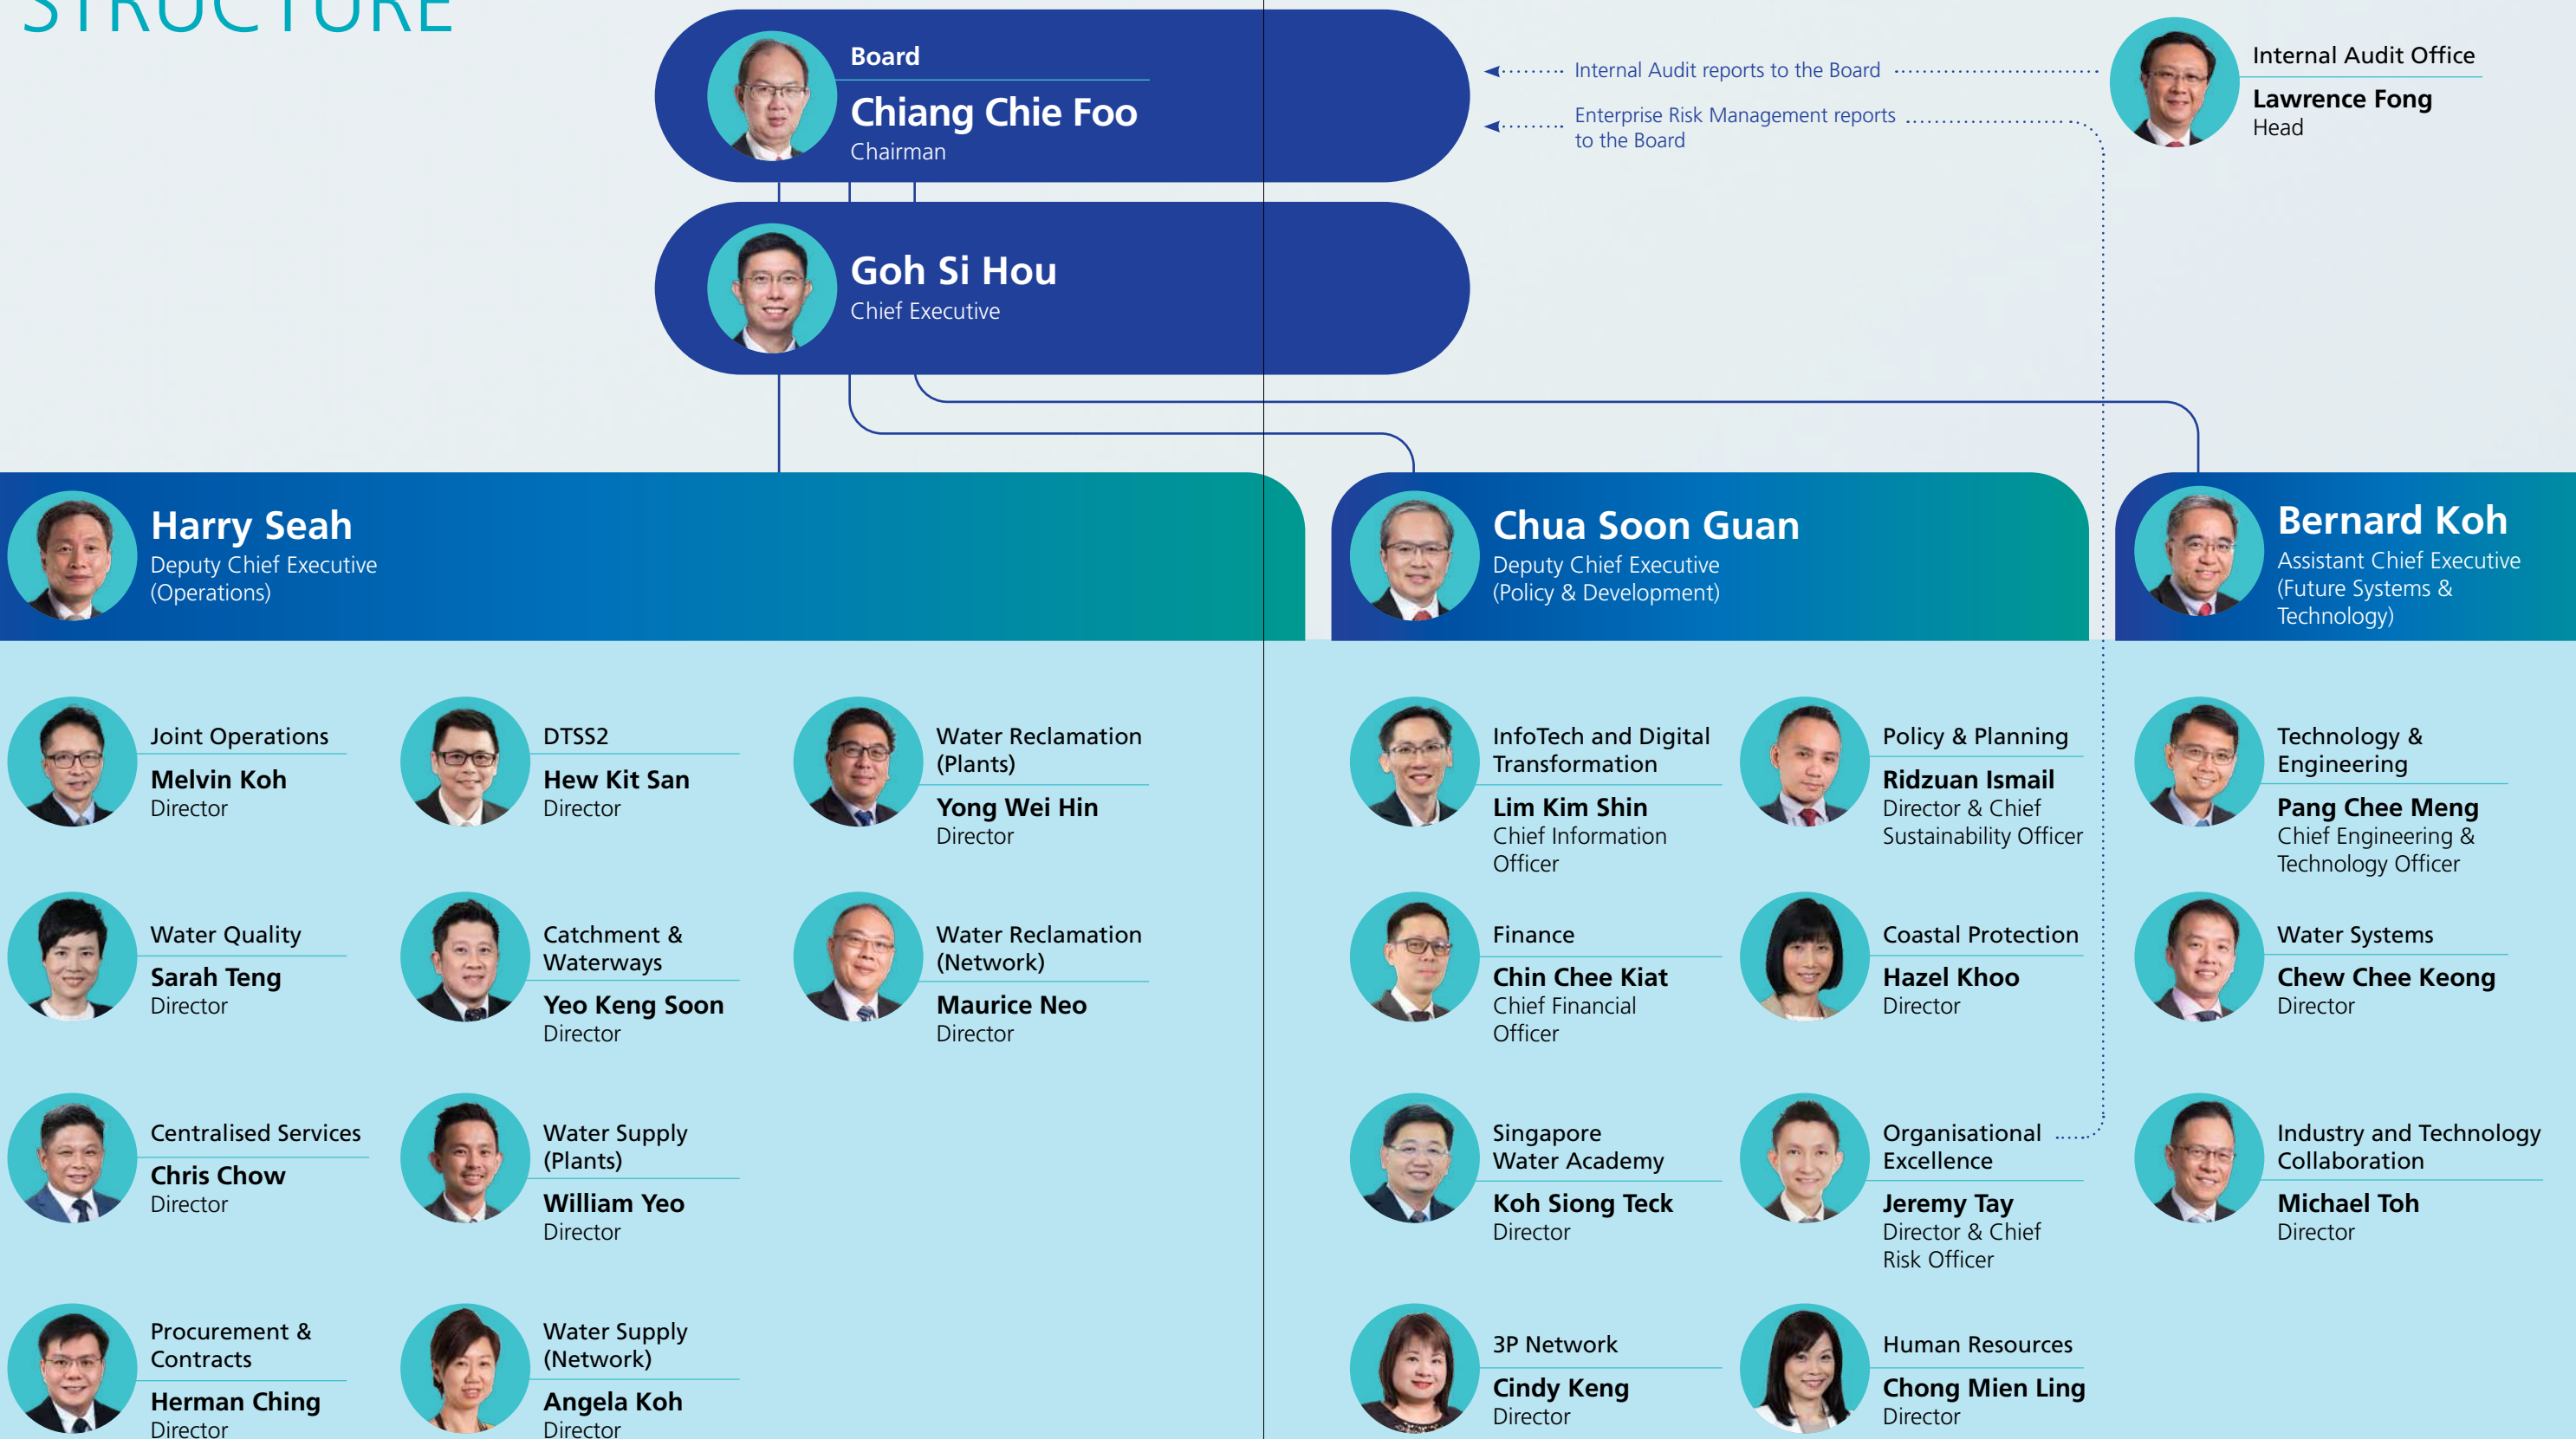 STRUCTURE
Board
Chiang Chie Foo
Chairman
Internal Audit reports to the Board
Enterprise Risk Management reports
to the Board
Internal Audit Office
Lawrence Fong
Head
Goh Si Hou
Chief Executive
Harry Seah
Deputy Chief Executive
(Operations)
Chua Soon Guan
Deputy Chief Executive
(Policy & Development)
Bernard Koh
Assistant Chief Executive
(Future Systems &
Technology)
Joint Operations
Melvin Koh
Director
DTSS2
Hew Kit San
Director
Water Reclamation
(Plants)
Yong Wei Hin
Director
Water Quality
Sarah Teng
Director
Catchment &
Waterways
Yeo Keng Soon
Director
Water Reclamation
(Network)
Maurice Neo
Director
Centralised Services
Chris Chow
Director
Water Supply
(Plants)
William Yeo
Director
Procurement &
Contracts
Herman Ching
Director
Water Supply
(Network)
Angela Koh
Director
InfoTech and Digital
Transformation
Lim Kim Shin
Chief Information
Officer
Policy & Planning
Ridzuan Ismail
Director & Chief
Sustainability Officer
Finance
Chin Chee Kiat
Chief Financial
Officer
Coastal Protection
Hazel Khoo
Director
Singapore
Water Academy
Koh Siong Teck
Director
Organisational
Excellence
Jeremy Tay
Director & Chief
Risk Officer
3P Network
Cindy Keng
Director
Human Resources
Chong Mien Ling
Director
Technology &
Engineering
Pang Chee Meng
Chief Engineering &
Technology Officer
Water Systems
Chew Chee Keong
Director
Industry and Technology
Collaboration
Michael Toh
Director